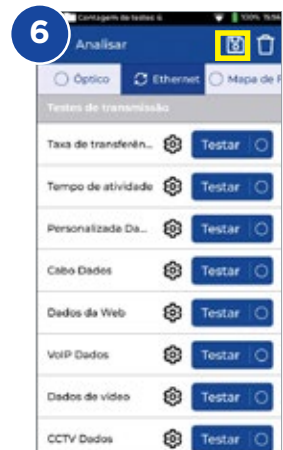 6
Contagem de testes: 6
100% 15:56
Analisar
Óptico
Ethernet
Mapa de F
Testes de transmissão
Taxa de transferên...
Testar
Tempo de atividade
Testar
Personalizada Da...
Testar
Cabo Dados
Testar
Dados da Web
Testar
VoIP Dados
Testar
Dados de vídeo
Testar
CCTV Dados
Testar